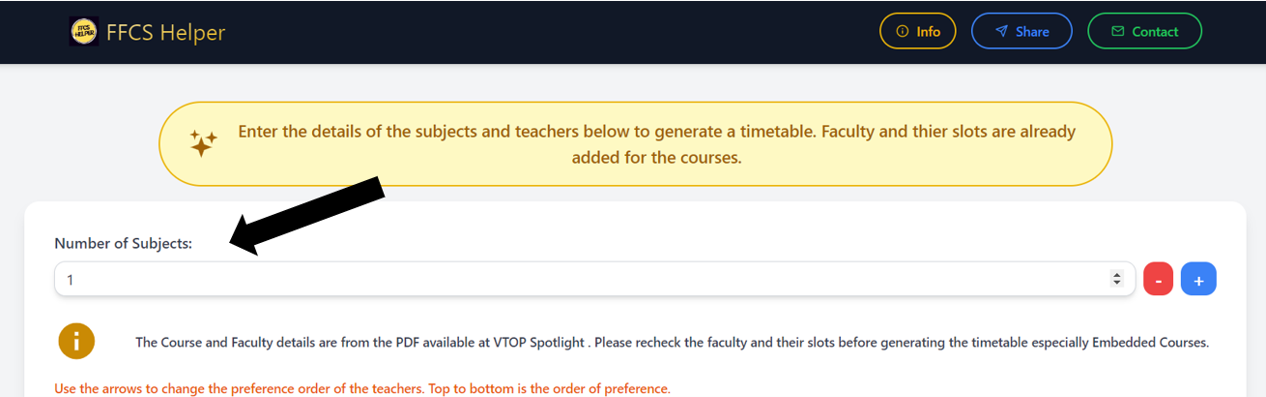 FFCS HELPER FFCS Helper Info Share Contact
Enter the details of the subjects and teachers below to generate a timetable. Faculty and thier slots are already
added for the courses.
Number of Subjects:
1 - +
i The Course and Faculty details are from the PDF available at VTOP Spotlight . Please recheck the faculty and their slots before generating the timetable especially Embedded Courses.
Use the arrows to change the preference order of the teachers. Top to bottom is the order of preference.